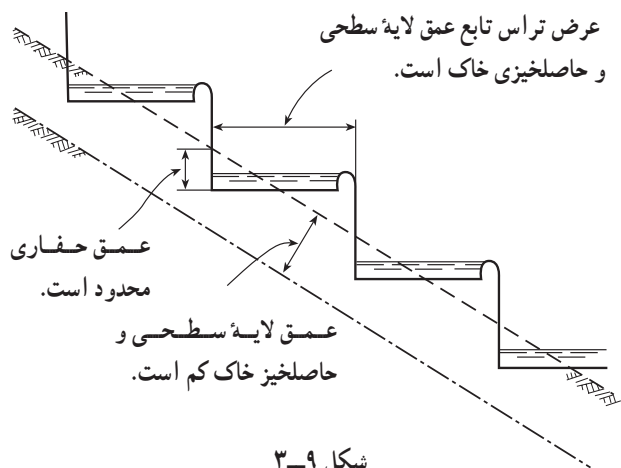 عرض تراس تابع عمق لایهٔ سطحی
و حاصلخیزی خاک است.
عمق حفاری
محدود است.
عمق لایهٔ سطحی و
حاصلخیز خاک کم است.
شکل ۹ــ۳